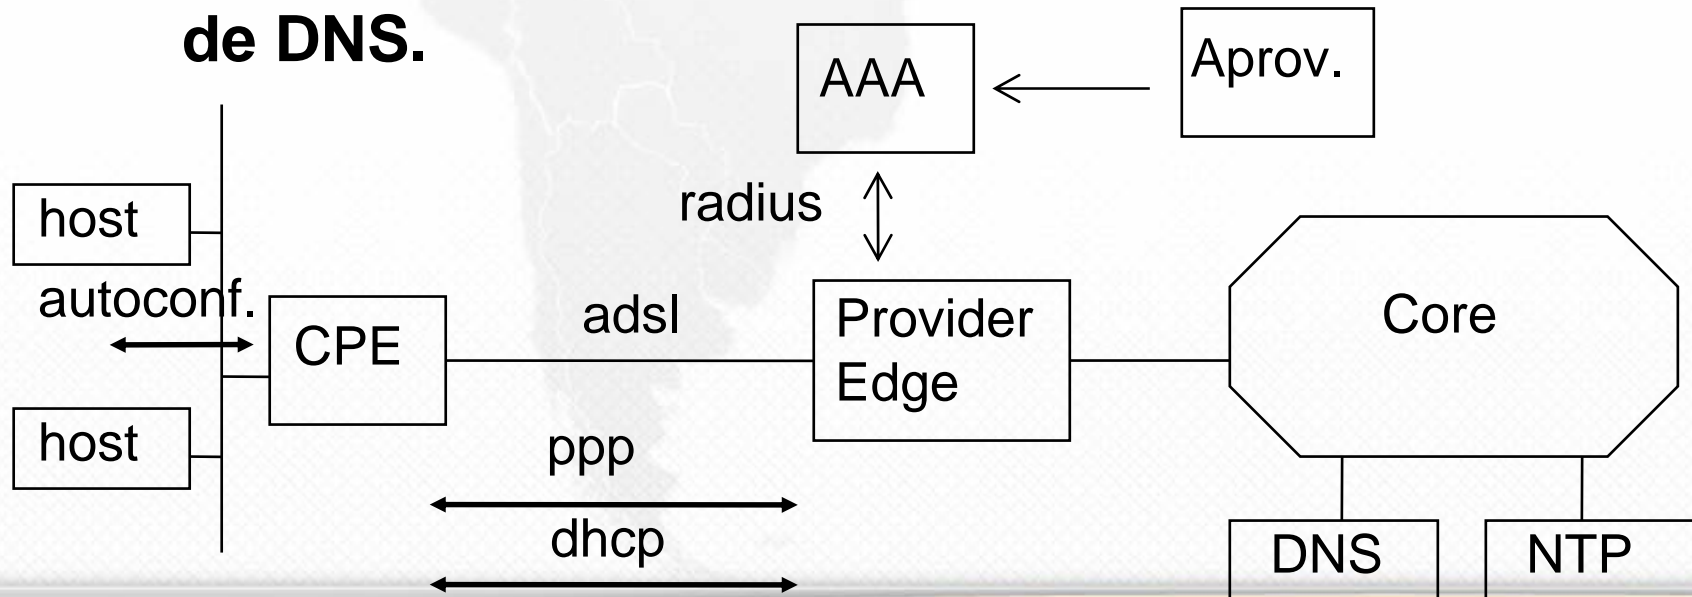 de DNS.
AAA
Aprov.
host
radius
autoconf.
CPE
adsl
Provider
Edge
Core
host
ppp
dhcp
DNS
NTP